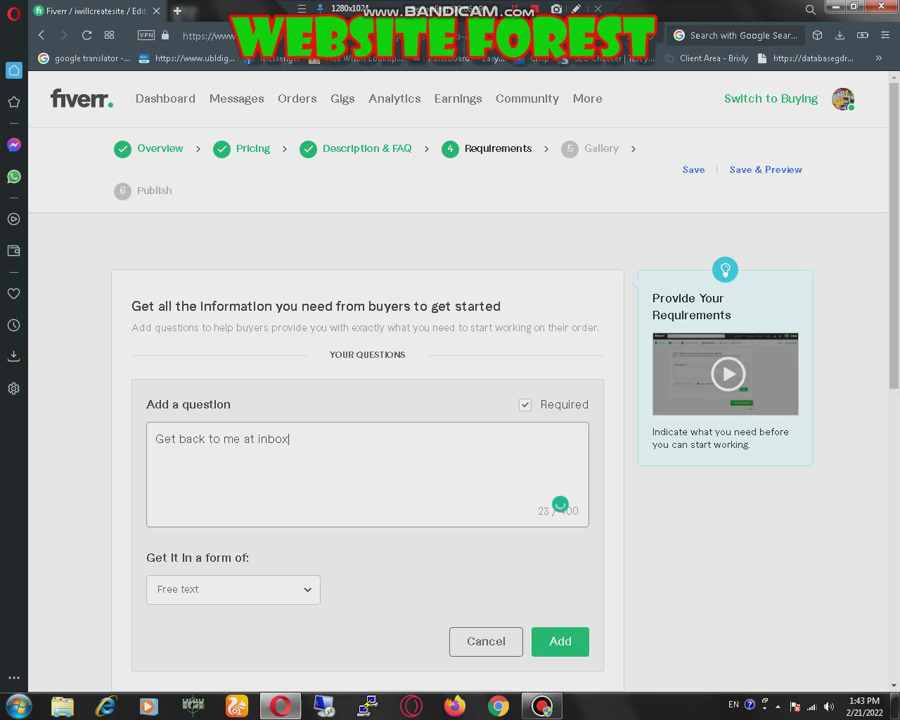 Fiverr / iwillcreatesite / Edit
1280x1024
www.BANDICAM.com
WEBSITE FOREST
VPN
https://www.
Search with Google Sear...
google translator -...
https://www.ubldig
Client Area - Brixly
https://databasegdr...
fiverr.
Dashboard
Messages
Orders
Gigs
Analytics
Earnings
Community
More
Switch to Buying
Overview
Pricing
Description & FAQ
4 Requirements
5 Gallery
6 Publish
Save
Save & Preview
Get all the information you need from buyers to get started
Add questions to help buyers provide you with exactly what you need to start working on their order.
YOUR QUESTIONS
Add a question
Required
Get back to me at inbox
23 / 400
Get it in a form of:
Free text
Cancel
Add
Provide Your
Requirements
Indicate what you need before
you can start working.
EN
1:43 PM
2/21/2022